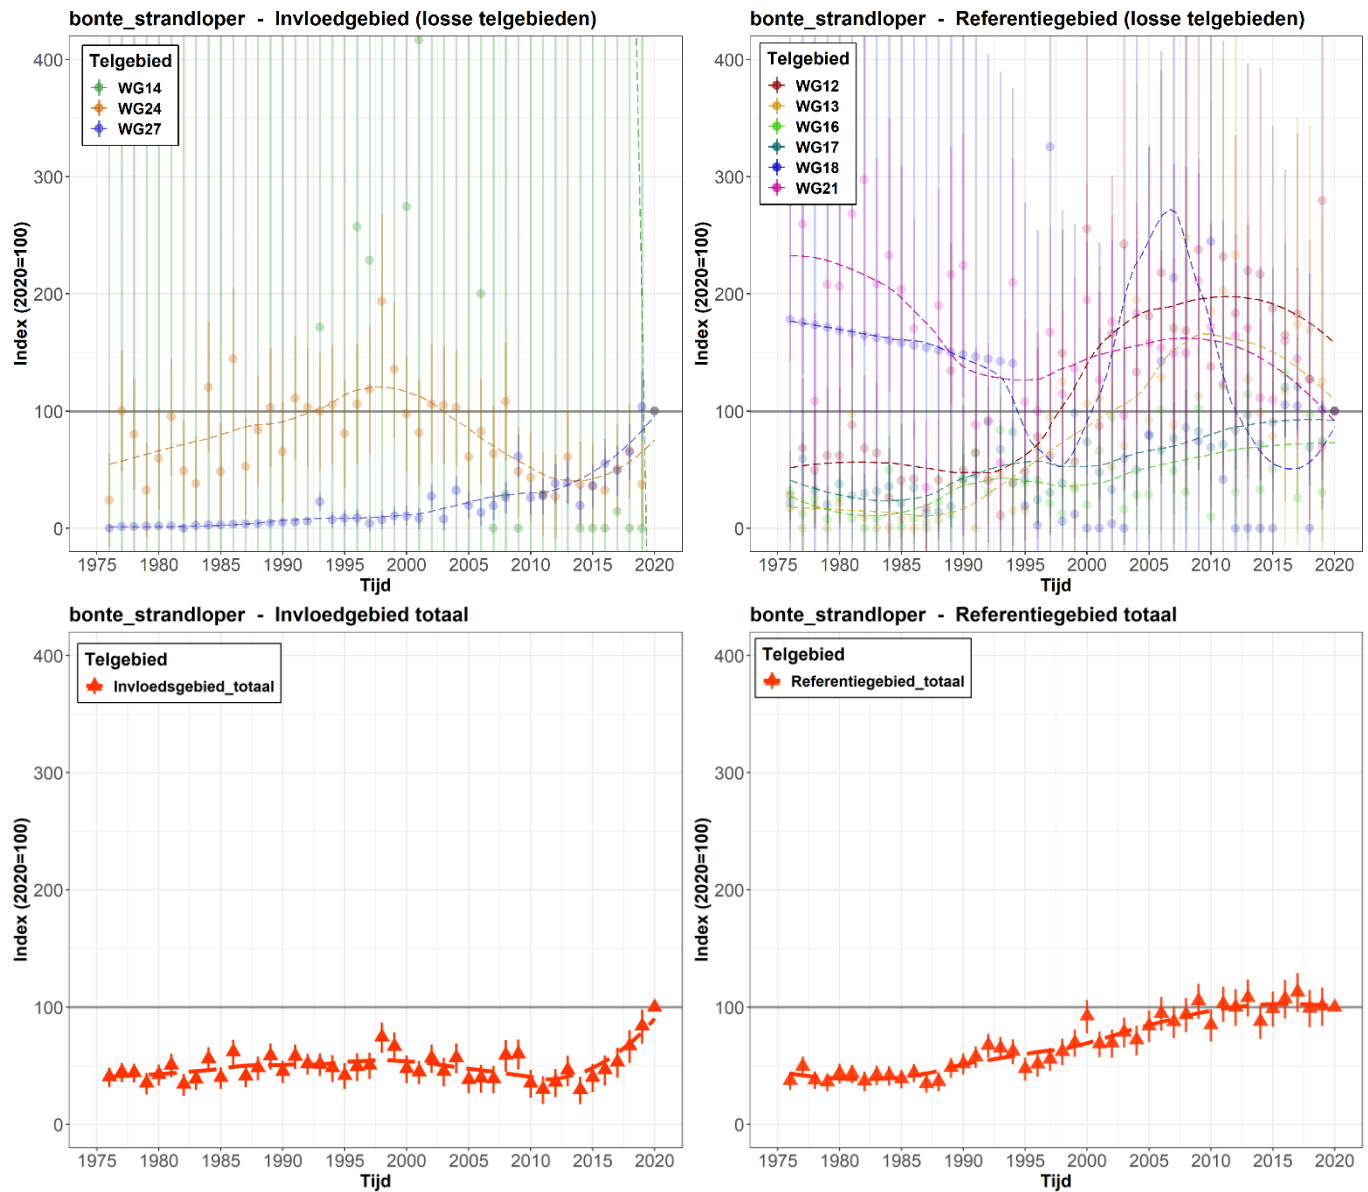 bonte_strandloper - Invloedgebied (losse telgebieden)
Index (2020=100)
400
300
200
100
0
Telgebied
WG14
WG24
WG27
1975 1980 1985 1990 1995 2000 2005 2010 2015 2020
Tijd
bonte_strandloper - Referentiegebied (losse telgebieden)
Index (2020=100)
400
300
200
100
0
Telgebied
WG12
WG13
WG16
WG17
WG18
WG21
1975 1980 1985 1990 1995 2000 2005 2010 2015 2020
Tijd
bonte_strandloper - Invloedgebied totaal
Index (2020=100)
400
300
200
100
0
Telgebied
Invloedsgebied_totaal
1975 1980 1985 1990 1995 2000 2005 2010 2015 2020
Tijd
bonte_strandloper - Referentiegebied totaal
Index (2020=100)
400
300
200
100
0
Telgebied
Referentiegebied_totaal
1975 1980 1985 1990 1995 2000 2005 2010 2015 2020
Tijd